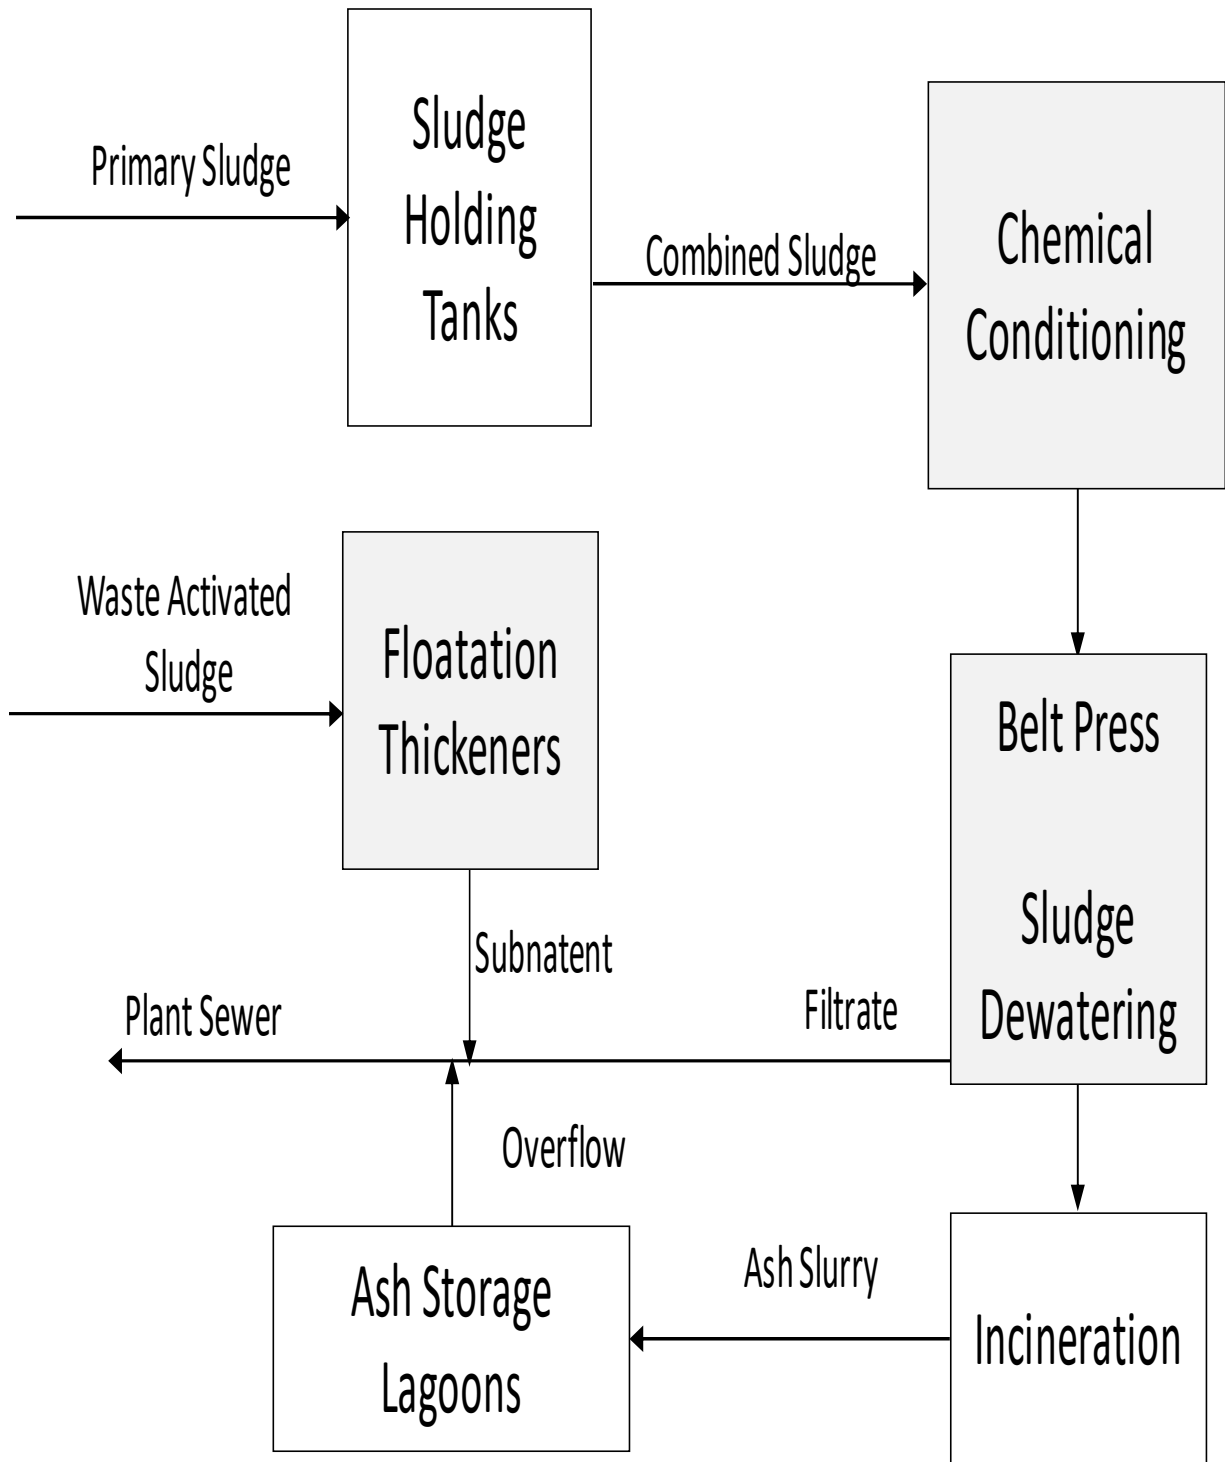 Primary Sludge
Sludge
Holding
Tanks
Combined Sludge
Chemical
Conditioning
Waste Activated
Sludge
Floatation
Thickeners
Belt Press
Sludge
Dewatering
Subnatent
Plant Sewer
Filtrate
Overflow
Ash Storage
Lagoons
Ash Slurry
Incineration